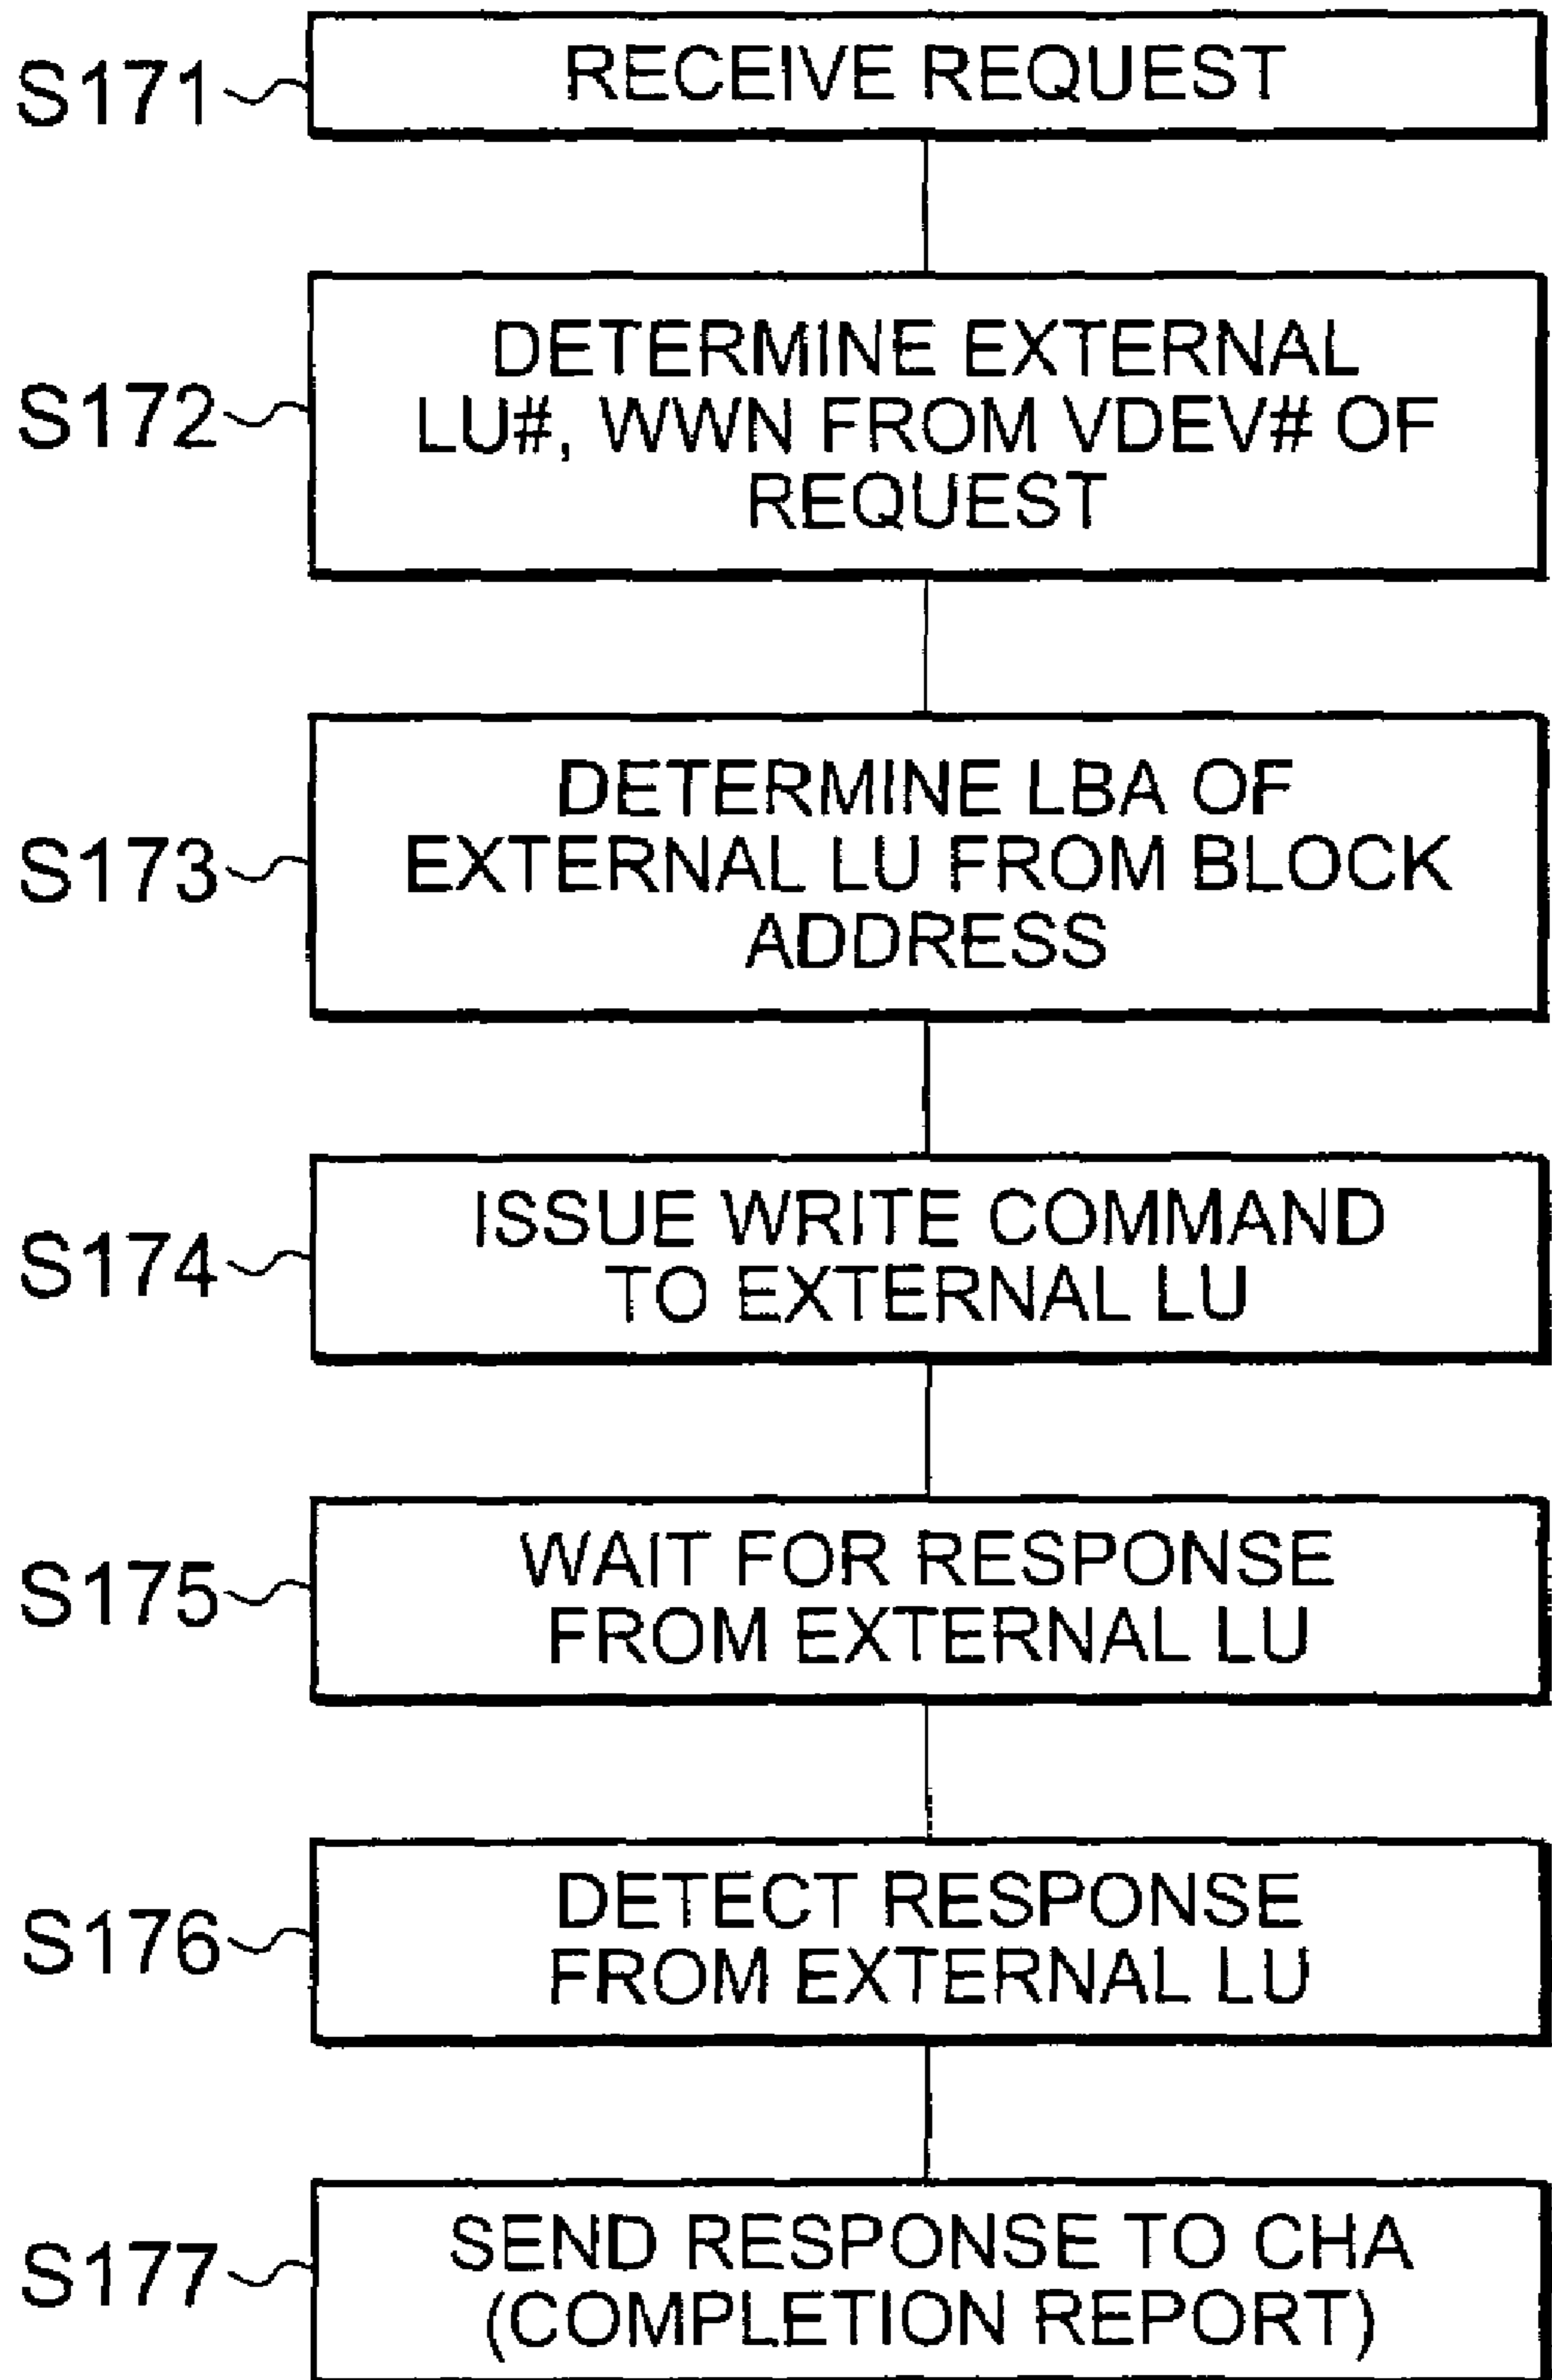 S171
RECEIVE REQUEST
S172
DETERMINE EXTERNAL
LU#, WWN FROM VDEV# OF
REQUEST
S173
DETERMINE LBA OF
EXTERNAL LU FROM BLOCK
ADDRESS
S174
ISSUE WRITE COMMAND
TO EXTERNAL LU
S175
WAIT FOR RESPONSE
FROM EXTERNAL LU
S176
DETECT RESPONSE
FROM EXTERNAL LU
S177
SEND RESPONSE TO CHA
(COMPLETION REPORT)